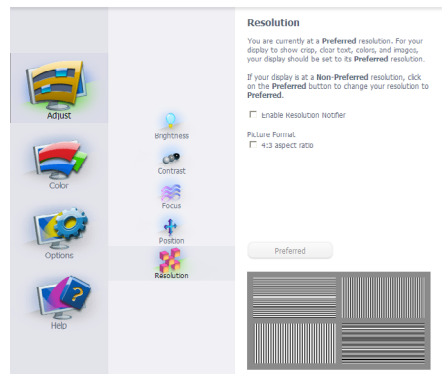 Adjust
Color
Options
Help
Brightness
Contrast
Focus
Position
Resolution
Resolution
You are currently at a Preferred resolution. For your
display to show crisp, clear text, colors, and images,
your display should be set to its Preferred resolution.
If your display is at a Non-Preferred resolution, click
on the Preferred button to change your resolution to
Preferred.
Enable Resolution Notifier
Picture Format
4:3 aspect ratio
Preferred